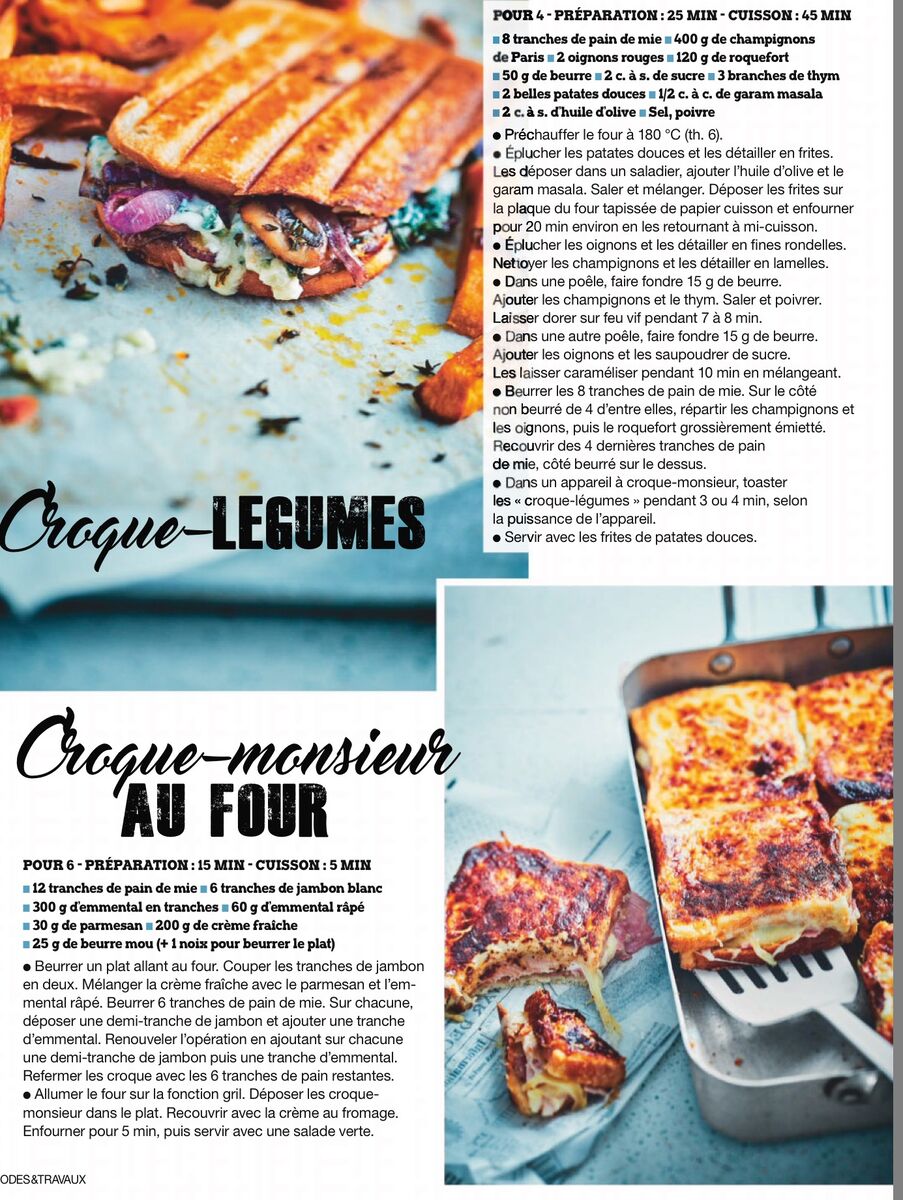 POUR 4 - PRÉPARATION : 25 MIN - CUISSON : 45 MIN
■ 8 tranches de pain de mie ■ 400 g de champignons
de Paris ■ 2 oignons rouges ■ 120 g de roquefort
■ 50 g de beurre ■ 2 c. à s. de sucre ■ 3 branches de thym
■ 2 belles patates douces ■ 1/2 c. à c. de garam masala
■ 2 c. à s. d'huile d'olive ■ Sel, poivre
● Préchauffer le four à 180 °C (th. 6).
● Éplucher les patates douces et les détailler en frites.
Les déposer dans un saladier, ajouter l'huile d'olive et le
garam masala. Saler et mélanger. Déposer les frites sur
la plaque du four tapissée de papier cuisson et enfourner
pour 20 min environ en les retournant à mi-cuisson.
● Éplucher les oignons et les détailler en fines rondelles.
Nettoyer les champignons et les détailler en lamelles.
● Dans une poêle, faire fondre 15 g de beurre.
Ajouter les champignons et le thym. Saler et poivrer.
Laisser dorer sur feu vif pendant 7 à 8 min.
● Dans une autre poêle, faire fondre 15 g de beurre.
Ajouter les oignons et les saupoudrer de sucre.
Les laisser caraméliser pendant 10 min en mélangeant.
● Beurrer les 8 tranches de pain de mie. Sur le côté
non beurré de 4 d'entre elles, répartir les champignons et
les oignons, puis le roquefort grossièrement émietté.
Recouvrir des 4 dernières tranches de pain
de mie, côté beurré sur le dessus.
● Dans un appareil à croque-monsieur, toaster
les « croque-légumes » pendant 3 ou 4 min, selon
la puissance de l'appareil.
● Servir avec les frites de patates douces.
Croque-LEGUMES
Croque-monsieur
AU FOUR
POUR 6 - PRÉPARATION : 15 MIN - CUISSON : 5 MIN
■ 12 tranches de pain de mie ■ 6 tranches de jambon blanc
■ 300 g d'emmental en tranches ■ 60 g d'emmental râpé
■ 30 g de parmesan ■ 200 g de crème fraîche
■ 25 g de beurre mou (+ 1 noix pour beurrer le plat)
● Beurrer un plat allant au four. Couper les tranches de jambon
en deux. Mélanger la crème fraîche avec le parmesan et l'em-
mental râpé. Beurrer 6 tranches de pain de mie. Sur chacune,
déposer une demi-tranche de jambon et ajouter une tranche
d'emmental. Renouveler l'opération en ajoutant sur chacune
une demi-tranche de jambon puis une tranche d'emmental.
Refermer les croque avec les 6 tranches de pain restantes.
● Allumer le four sur la fonction gril. Déposer les croque-
monsieur dans le plat. Recouvrir avec la crème au fromage.
Enfourner pour 5 min, puis servir avec une salade verte.
ODES&TRAVAUX